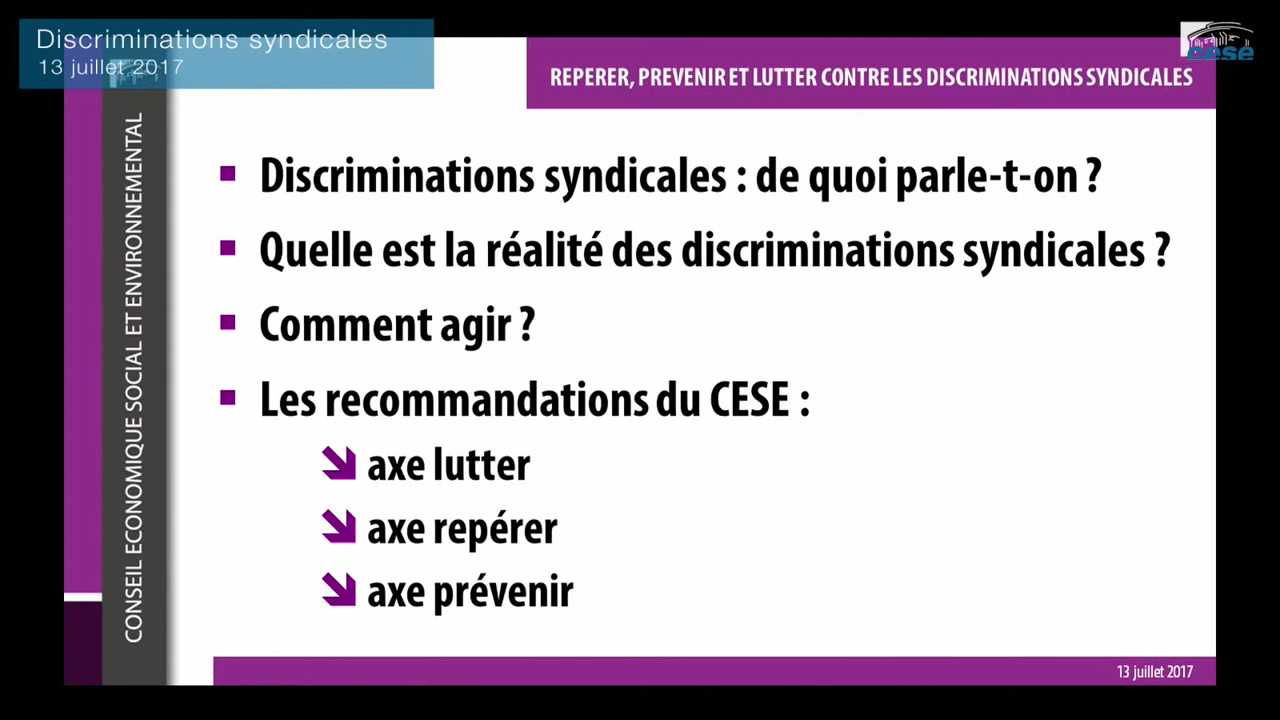 Discriminations syndicales
13 juillet 2017
cese
REPERER, PREVENIR ET LUTTER CONTRE LES DISCRIMINATIONS SYNDICALES
CONSEIL ECONOMIQUE SOCIAL ET ENVIRONNEMENTAL
▪ Discriminations syndicales : de quoi parle-t-on ?
▪ Quelle est la réalité des discriminations syndicales ?
▪ Comment agir ?
▪ Les recommandations du CESE :
➘ axe lutter
➘ axe repérer
➘ axe prévenir
13 juillet 2017